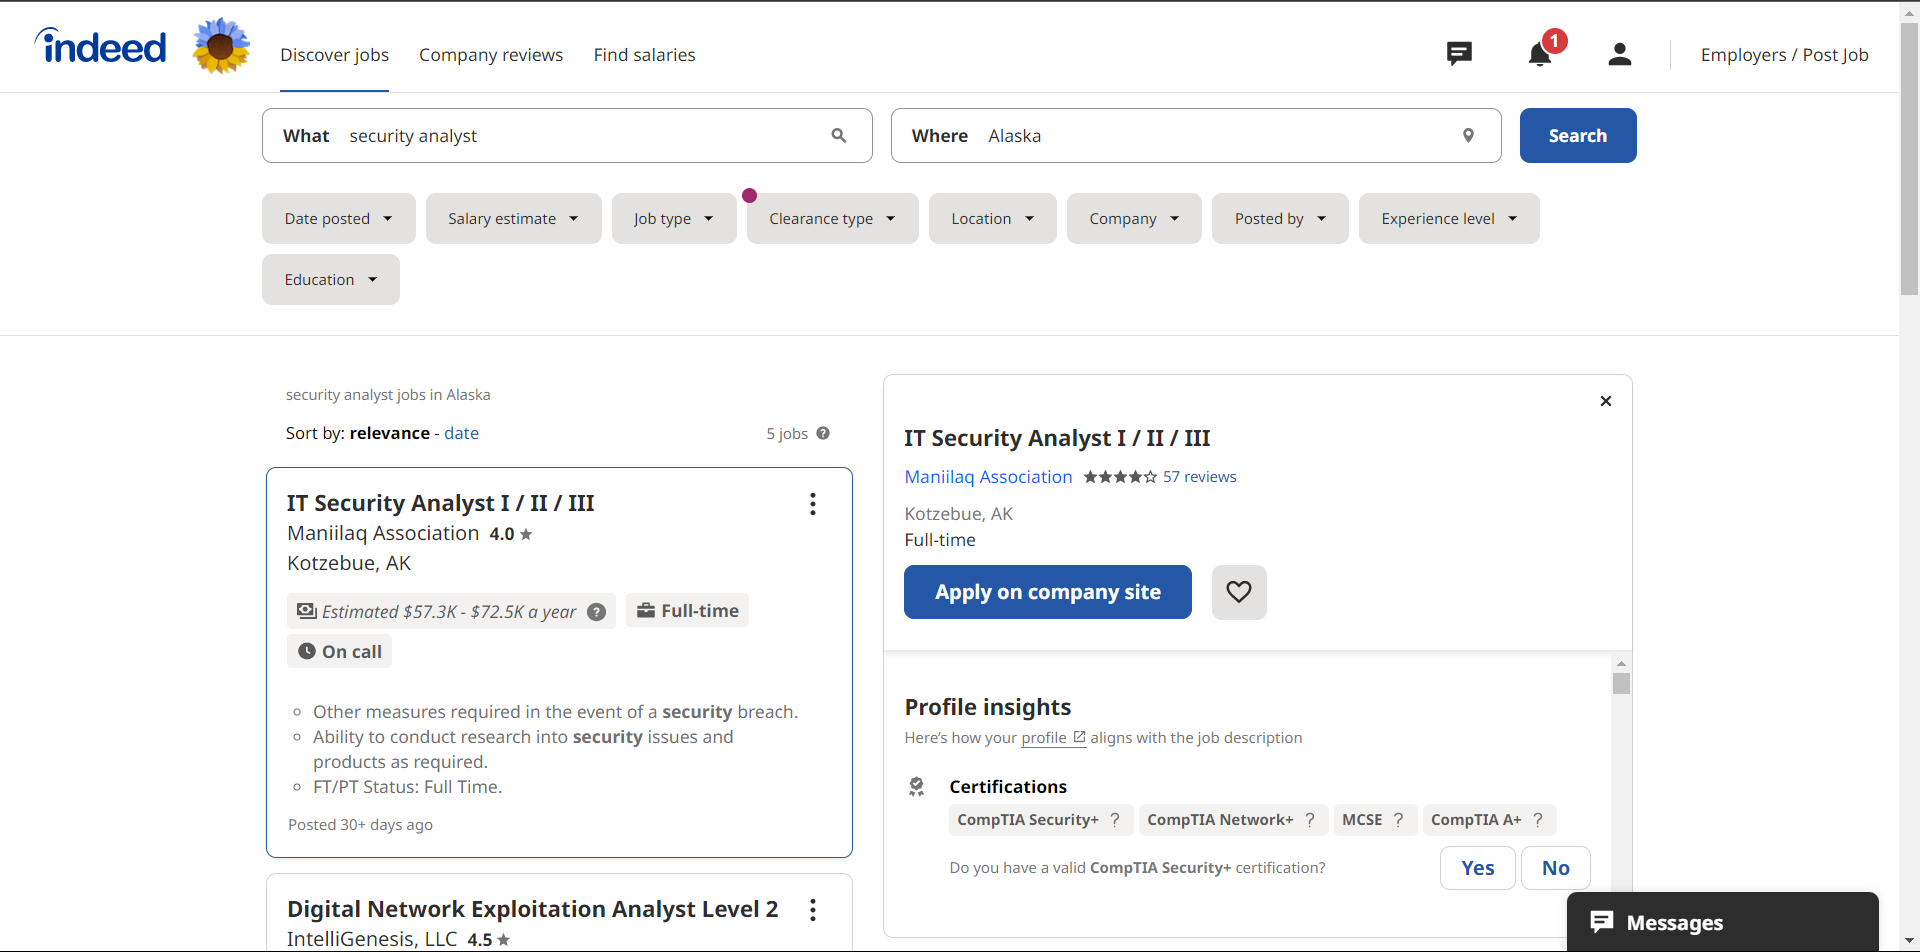 indeed
Discover jobs
Company reviews
Find salaries
1
Employers / Post Job
What security analyst
Where Alaska
Search
Date posted
Salary estimate
Job type
Clearance type
Location
Company
Posted by
Experience level
Education
security analyst jobs in Alaska
Sort by: relevance - date
5 jobs ?
IT Security Analyst I / II / III
Maniilaq Association 4.0
Kotzebue, AK
Estimated $57.3K - $72.5K a year ?
Full-time
On call
Other measures required in the event of a security breach.
Ability to conduct research into security issues and
products as required.
FT/PT Status: Full Time.
Posted 30+ days ago
Digital Network Exploitation Analyst Level 2
IntelliGenesis, LLC 4.5
IT Security Analyst I / II / III
Maniilaq Association 57 reviews
Kotzebue, AK
Full-time
Apply on company site
Profile insights
Here's how your profile aligns with the job description
Certifications
CompTIA Security+ ? CompTIA Network+ ? MCSE ? CompTIA A+ ?
Do you have a valid CompTIA Security+ certification?
Yes
No
Messages